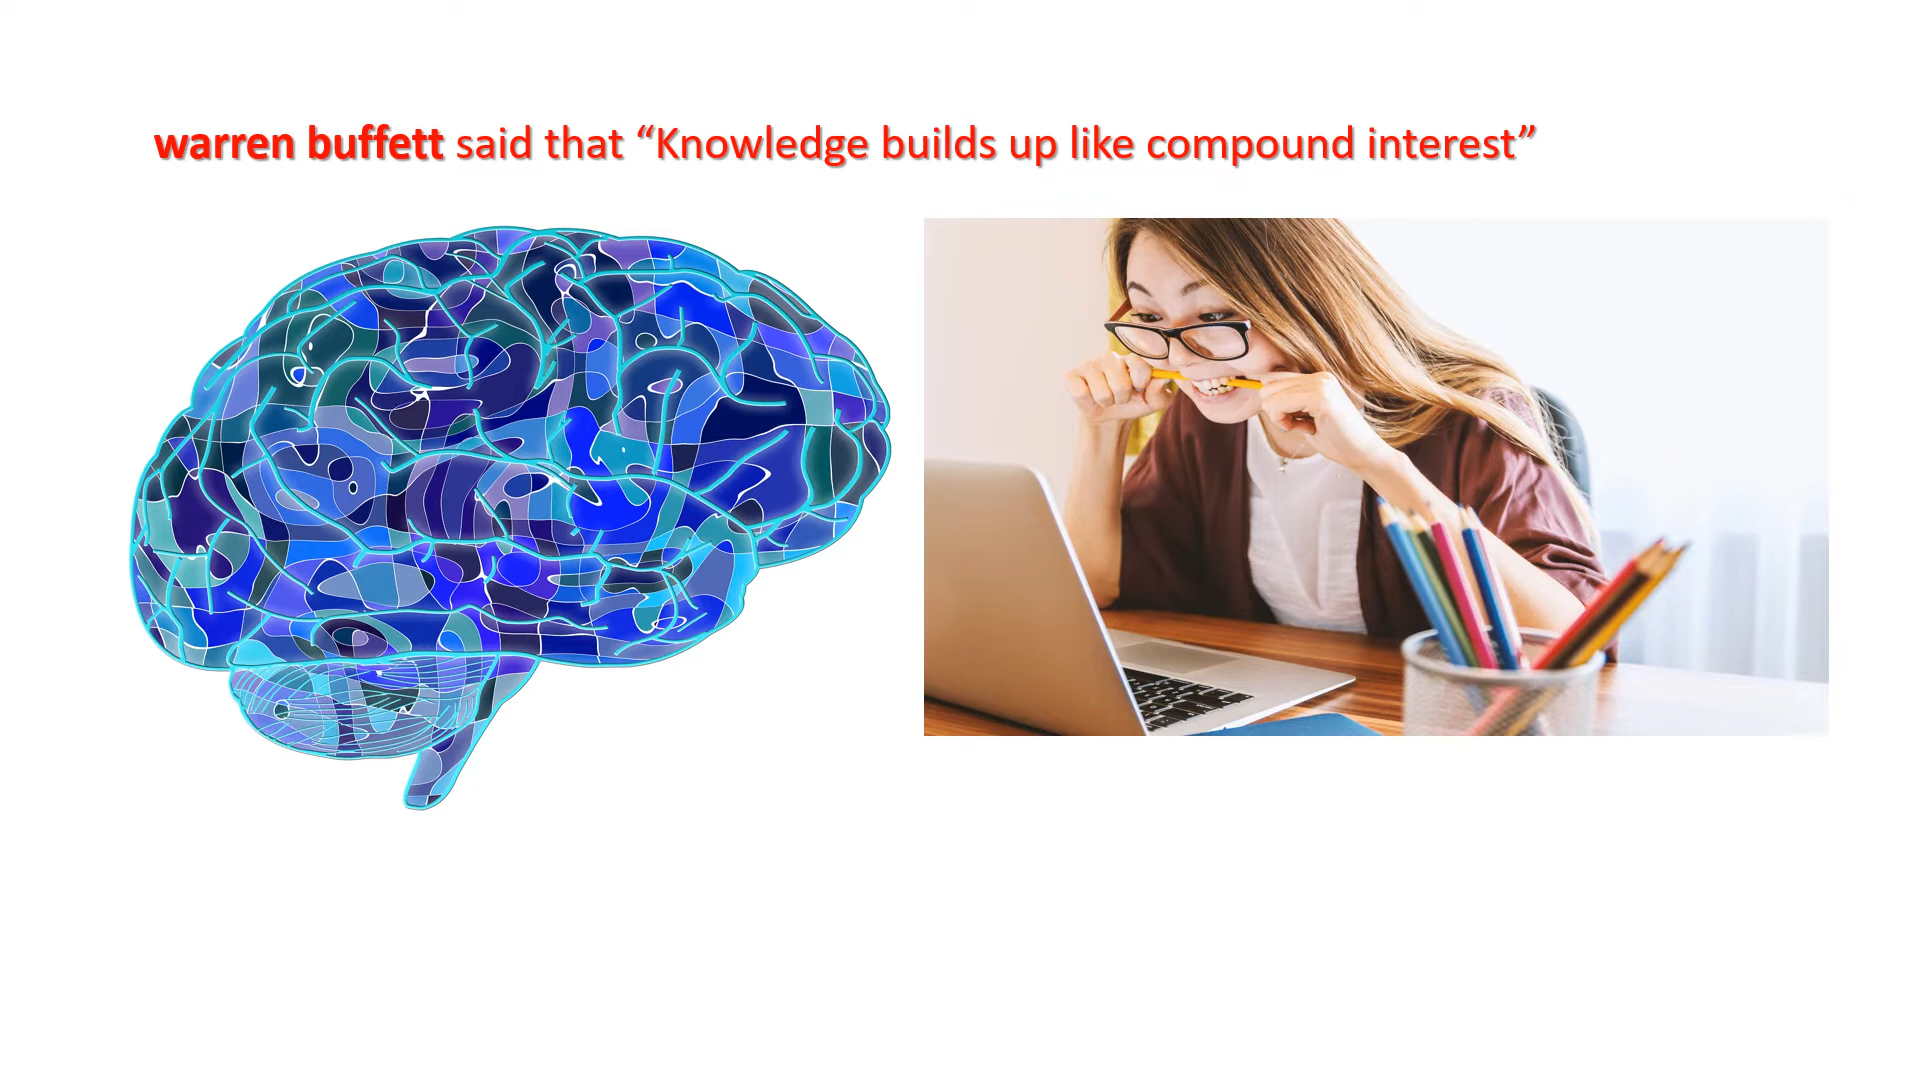 warren buffett said that “Knowledge builds up like compound interest”